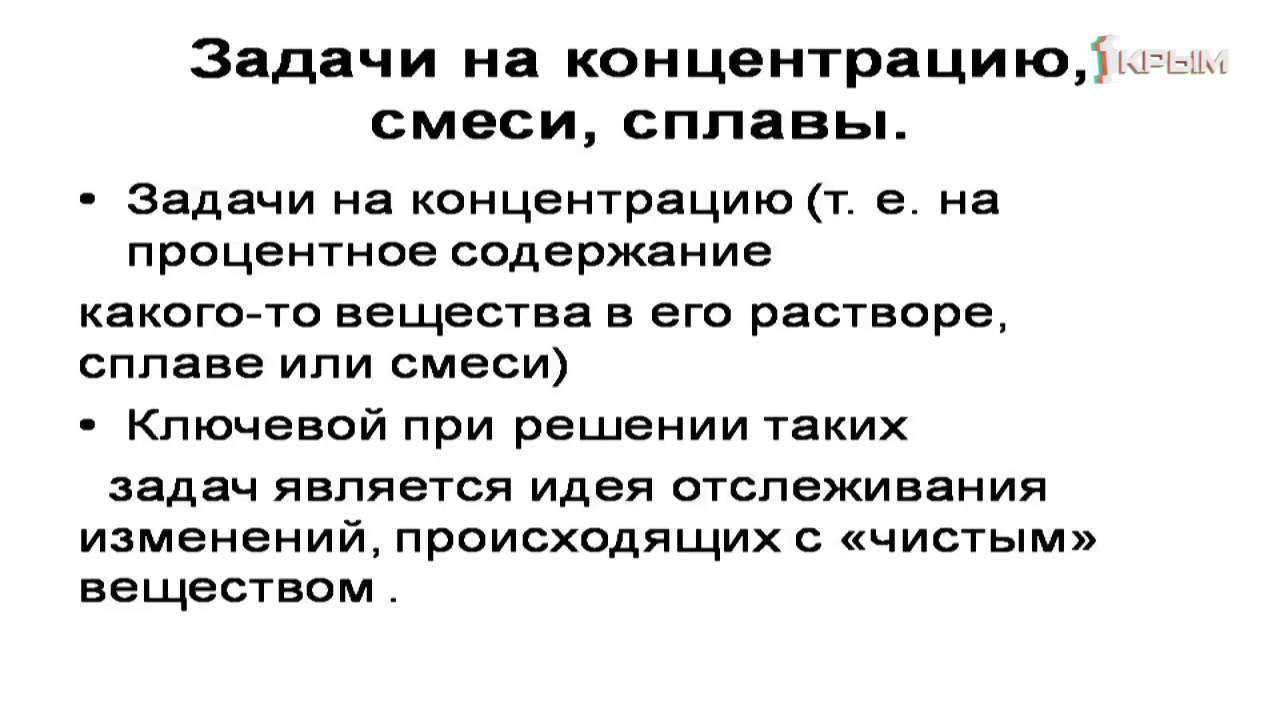 Задачи на концентрацию,
1КРЫМ
смеси, сплавы.
• Задачи на концентрацию (т. е. на
процентное содержание
какого-то вещества в его растворе,
сплаве или смеси)
• Ключевой при решении таких
задач является идея отслеживания
изменений, происходящих с «чистым»
веществом .